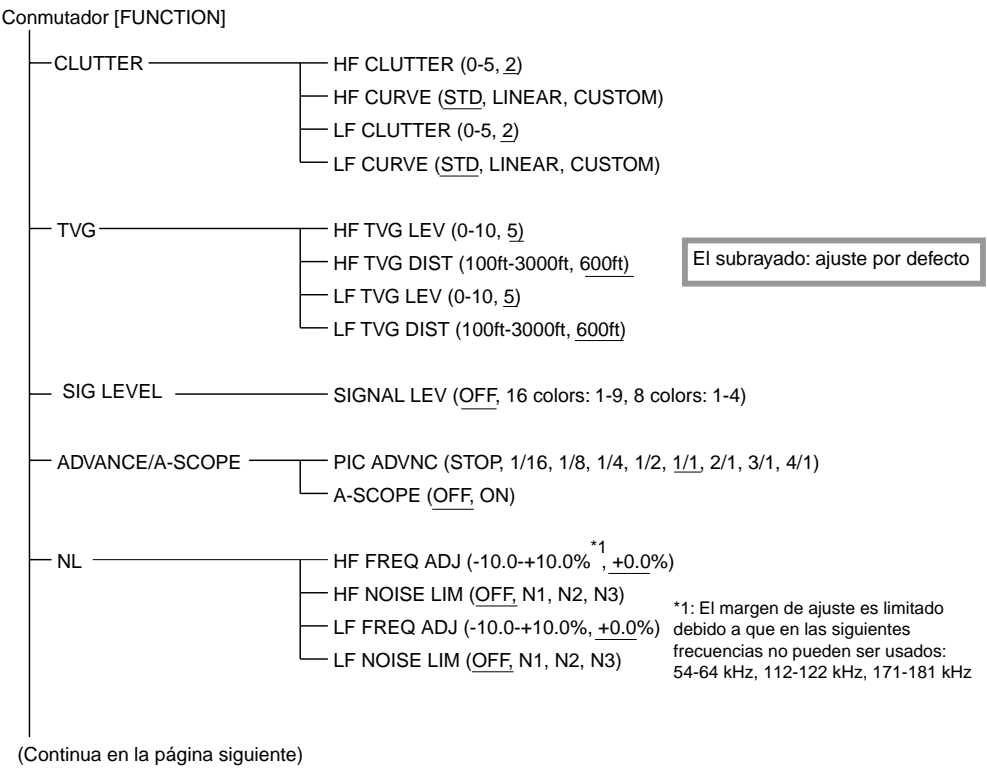 Conmutador [FUNCTION]
CLUTTER
HF CLUTTER (0-5, 2)
HF CURVE (STD, LINEAR, CUSTOM)
LF CLUTTER (0-5, 2)
LF CURVE (STD, LINEAR, CUSTOM)
TVG
HF TVG LEV (0-10, 5)
HF TVG DIST (100ft-3000ft, 600ft)
LF TVG LEV (0-10, 5)
LF TVG DIST (100ft-3000ft, 600ft)
El subrayado: ajuste por defecto
SIG LEVEL
SIGNAL LEV (OFF, 16 colors: 1-9, 8 colors: 1-4)
ADVANCE/A-SCOPE
PIC ADVNC (STOP, 1/16, 1/8, 1/4, 1/2, 1/1, 2/1, 3/1, 4/1)
A-SCOPE (OFF, ON)
NL
HF FREQ ADJ (-10.0-+10.0%*1, +0.0%)
HF NOISE LIM (OFF, N1, N2, N3)
LF FREQ ADJ (-10.0-+10.0%, +0.0%)
LF NOISE LIM (OFF, N1, N2, N3)
*1: El margen de ajuste es limitado
debido a que en las siguientes
frecuencias no pueden ser usados:
54-64 kHz, 112-122 kHz, 171-181 kHz
(Continua en la página siguiente)